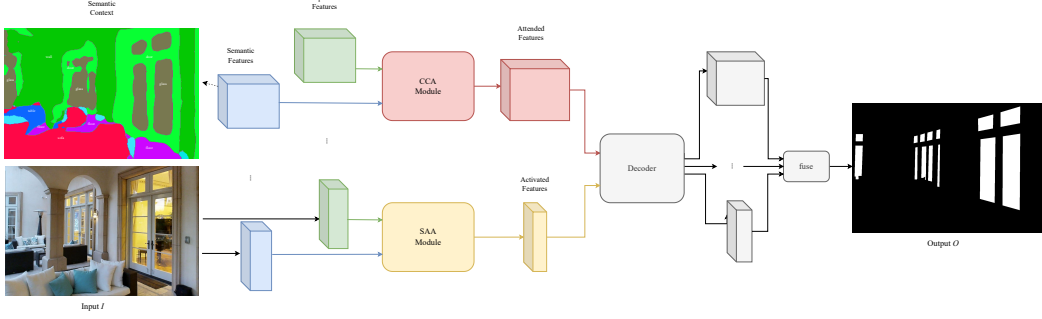 Semantic
Context
Features
Semantic
Features
CCA
Module
Attended
Features
SAA
Module
Activated
Features
Decoder
fuse
Input I
Output O